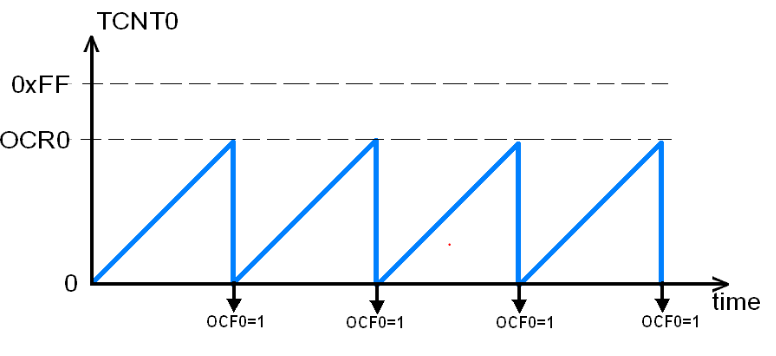 TCNT0
0xFF
OCR0
0
time
OCF0=1
OCF0=1
OCF0=1
OCF0=1